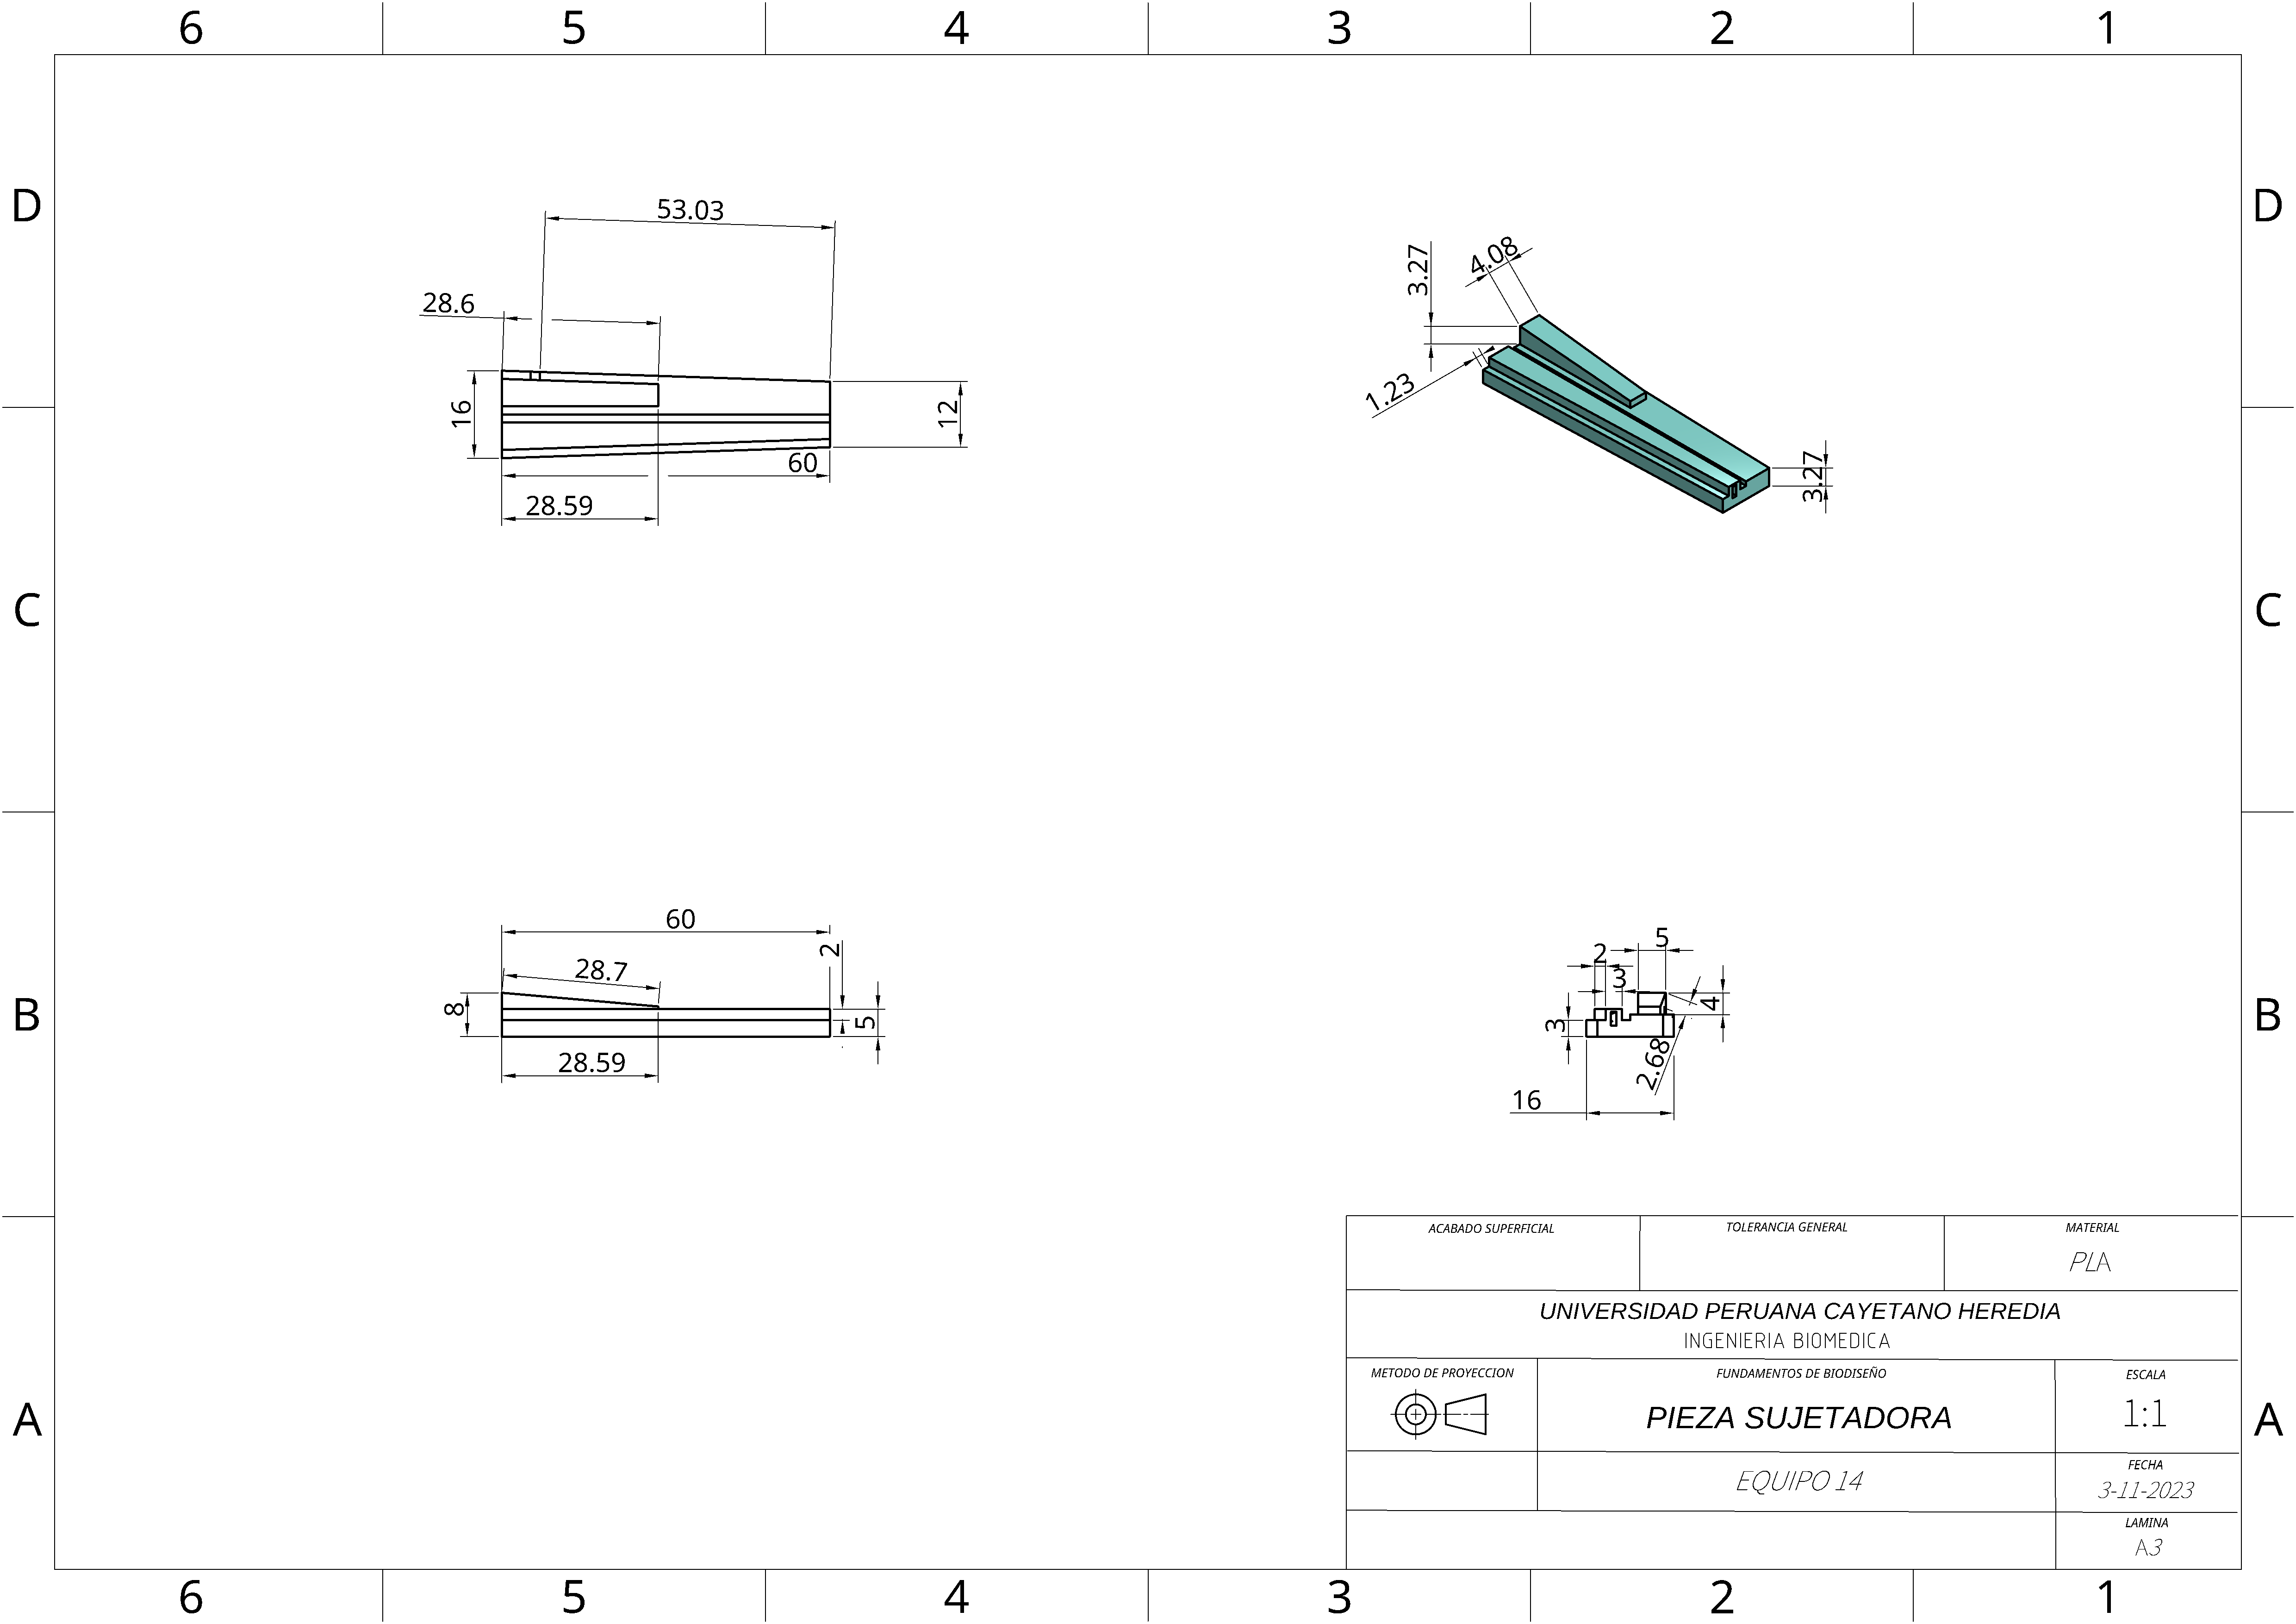 6 5 4 3 2 1
D D
53.03
28.6
16
12
60
28.59
3.27
4.08
1.23
3.27
C C
60
2
28.7
8
5
28.59
5
2
3
4
3
2.68
16
B B
ACABADO SUPERFICIAL TOLERANCIA GENERAL MATERIAL
PLA
UNIVERSIDAD PERUANA CAYETANO HEREDIA
INGENIERIA BIOMEDICA
METODO DE PROYECCION FUNDAMENTOS DE BIODISEÑO ESCALA
PIEZA SUJETADORA 1:1
A A
FECHA
EQUIPO 14 3-11-2023
LAMINA
A3
6 5 4 3 2 1